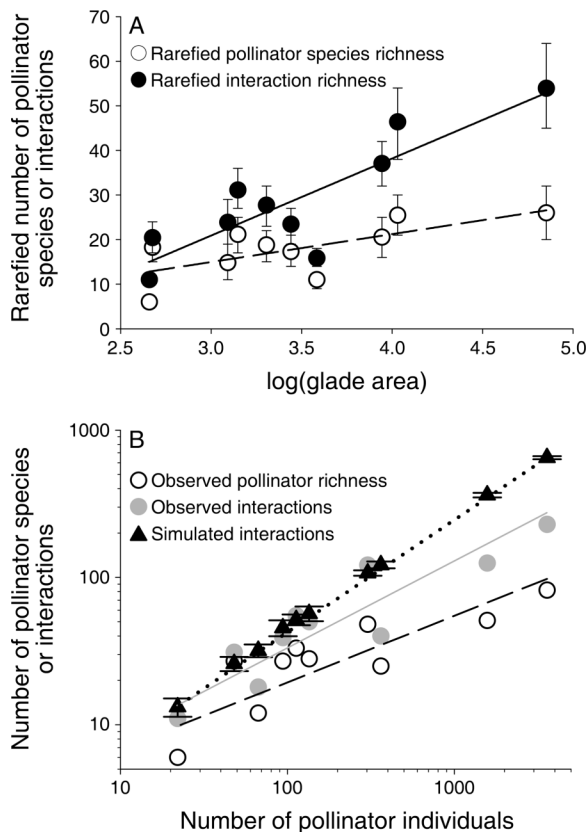 A
Rarefied pollinator species richness
Rarefied interaction richness
Rarefied number of pollinator
species or interactions
70
60
50
40
30
20
10
0
2.5 3.0 3.5 4.0 4.5 5.0
log(glade area)
B
Observed pollinator richness
Observed interactions
Simulated interactions
Number of pollinator species
or interactions
1000
100
10
10 100 1000
Number of pollinator individuals